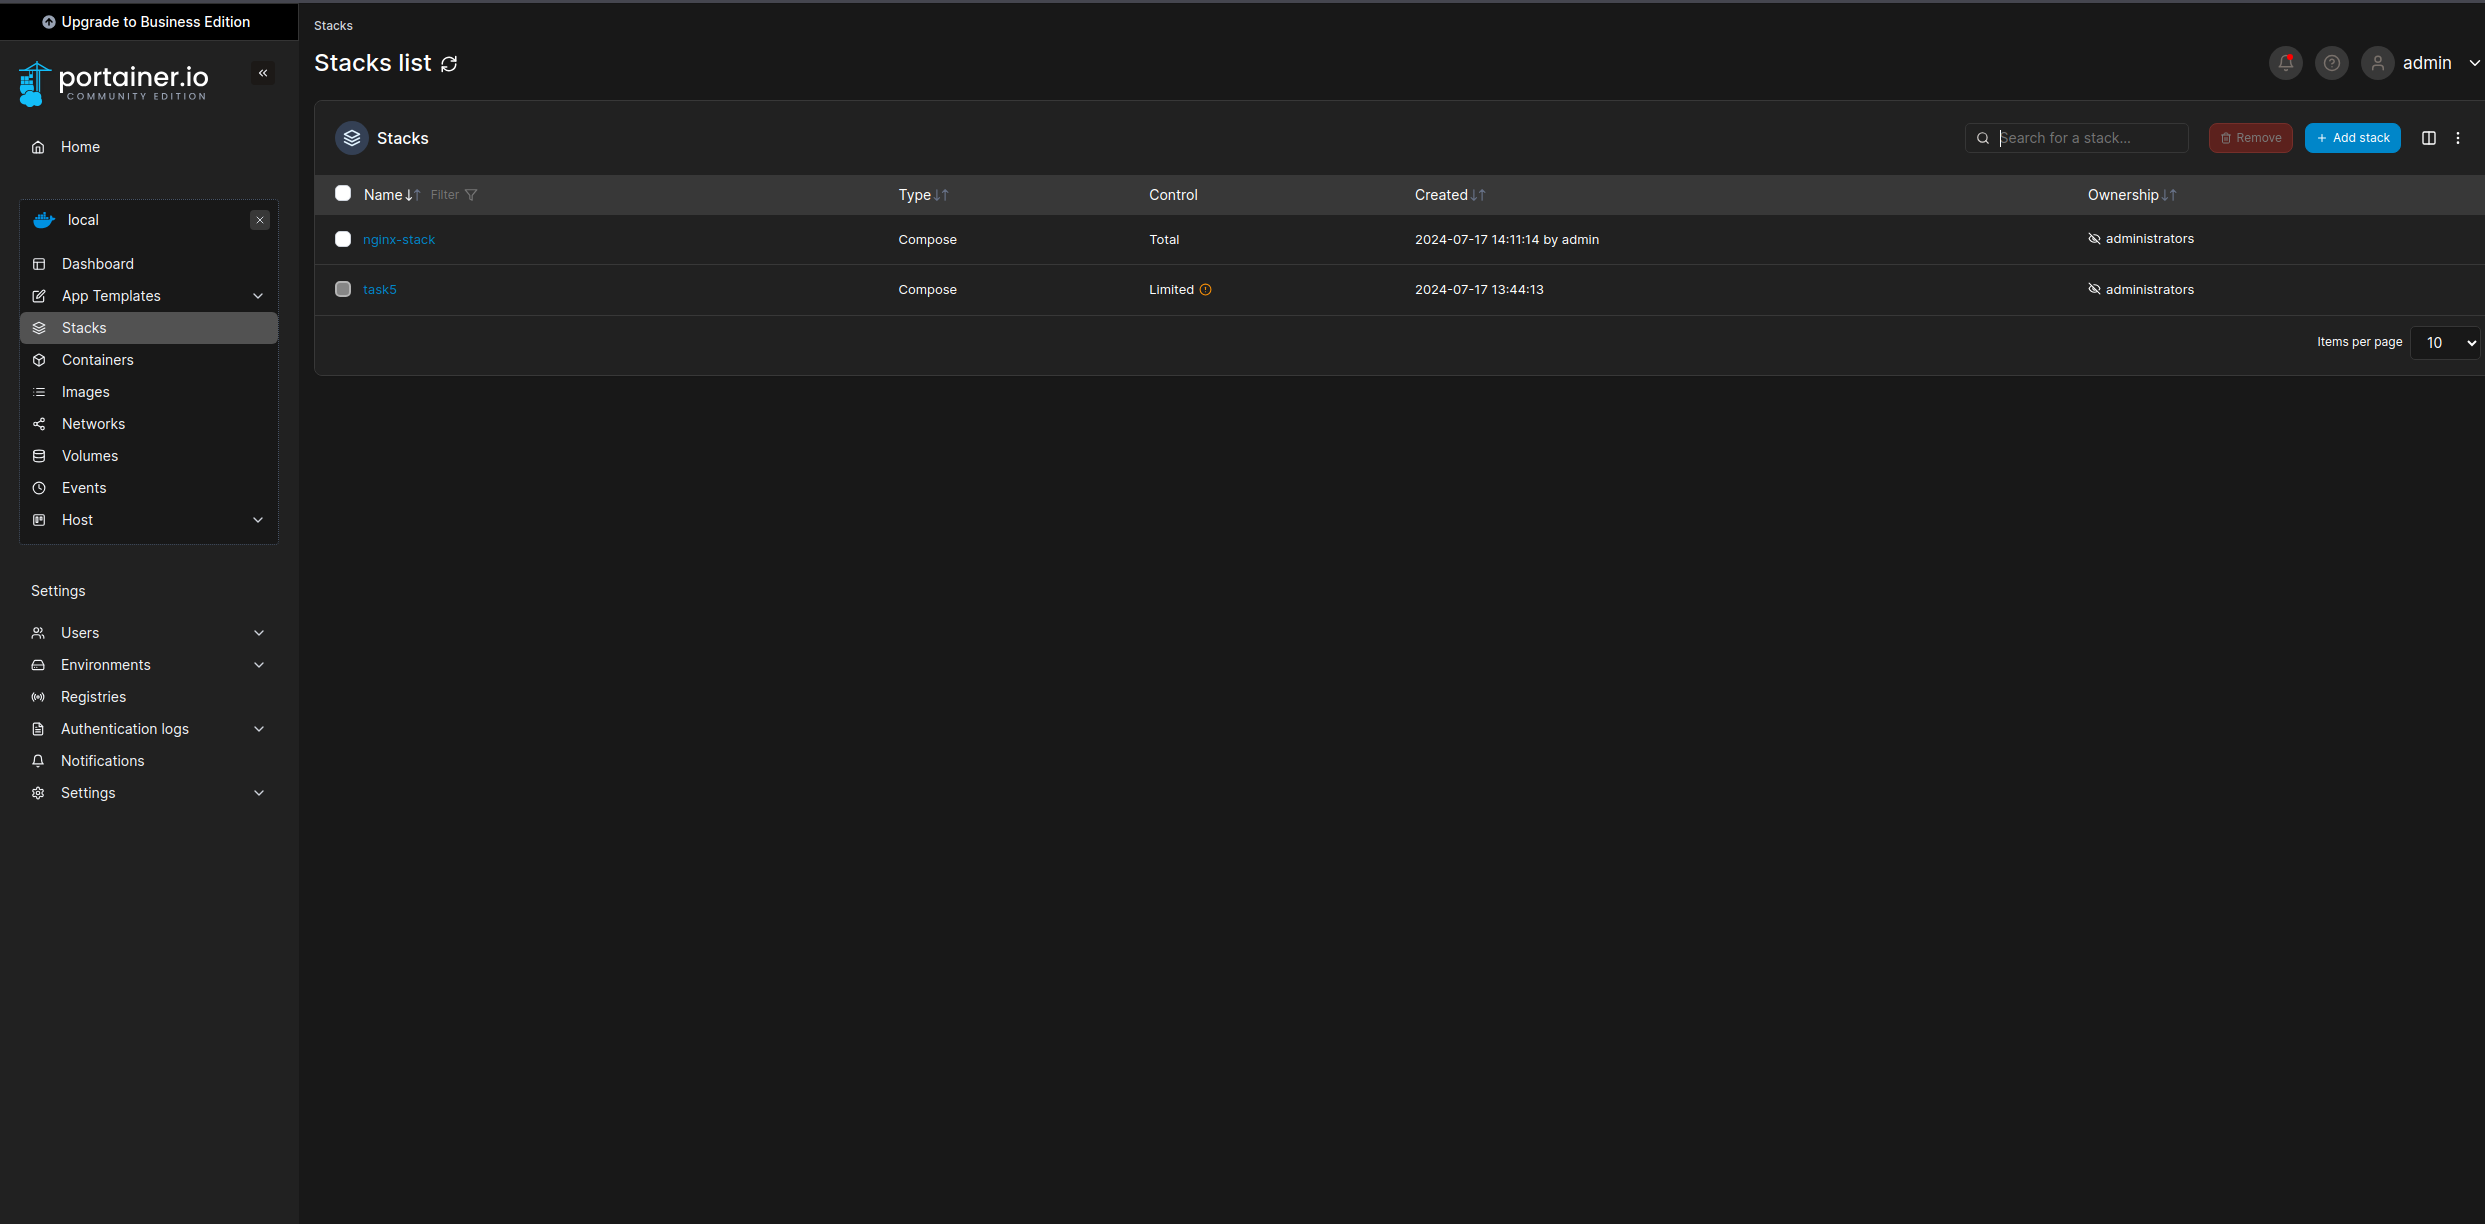 Upgrade to Business Edition
portainer.io
COMMUNITY EDITION
Home
local
Dashboard
App Templates
Stacks
Containers
Images
Networks
Volumes
Events
Host
Settings
Users
Environments
Registries
Authentication logs
Notifications
Settings
Stacks
Stacks list
admin
Stacks
Search for a stack...
Remove
Add stack
Name Filter Type Control Created Ownership
nginx-stack Compose Total 2024-07-17 14:11:14 by admin administrators
task5 Compose Limited 2024-07-17 13:44:13 administrators
Items per page 10